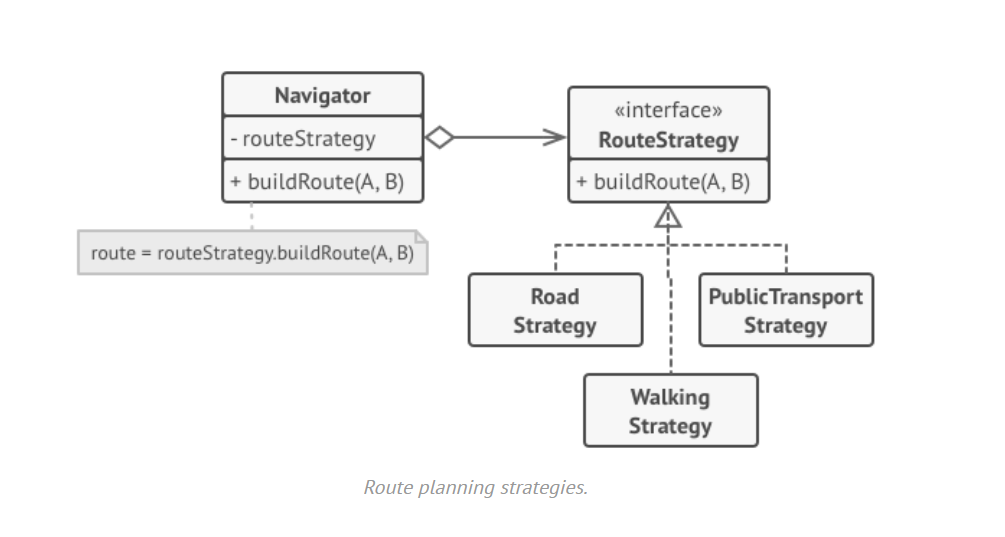 Navigator
- routeStrategy
+ buildRoute(A, B)
route = routeStrategy.buildRoute(A, B)
«interface»
RouteStrategy
+ buildRoute(A, B)
Road
Strategy
PublicTransport
Strategy
Walking
Strategy
Route planning strategies.